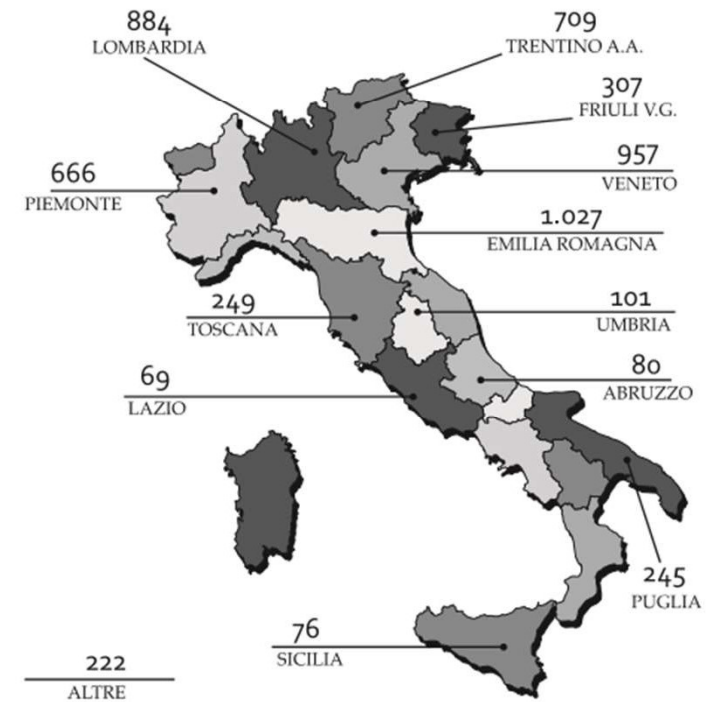 884
LOMBARDIA
709
TRENTINO A.A.
307
FRIULI V.G.
957
VENETO
666
PIEMONTE
1.027
EMILIA ROMAGNA
249
TOSCANA
101
UMBRIA
80
ABRUZZO
69
LAZIO
245
PUGLIA
76
SICILIA
222
ALTRE